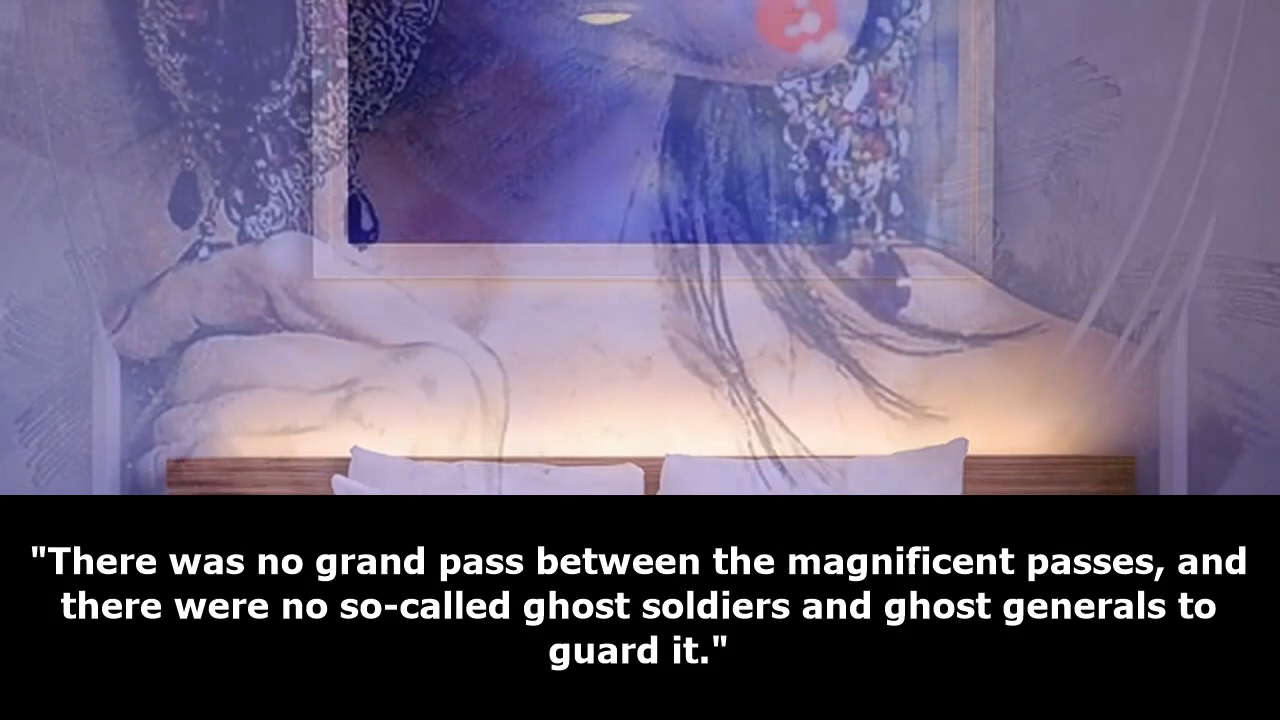 "There was no grand pass between the magnificent passes, and
there were no so-called ghost soldiers and ghost generals to
guard it."